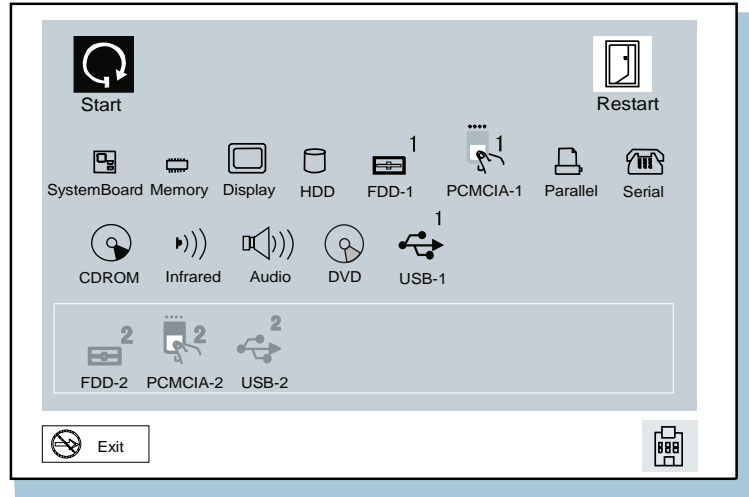 Start
Restart
1
1
SystemBoard Memory Display HDD FDD-1 PCMCIA-1 Parallel Serial
1
CDROM Infrared Audio DVD USB-1
2 2 2
FDD-2 PCMCIA-2 USB-2
Exit